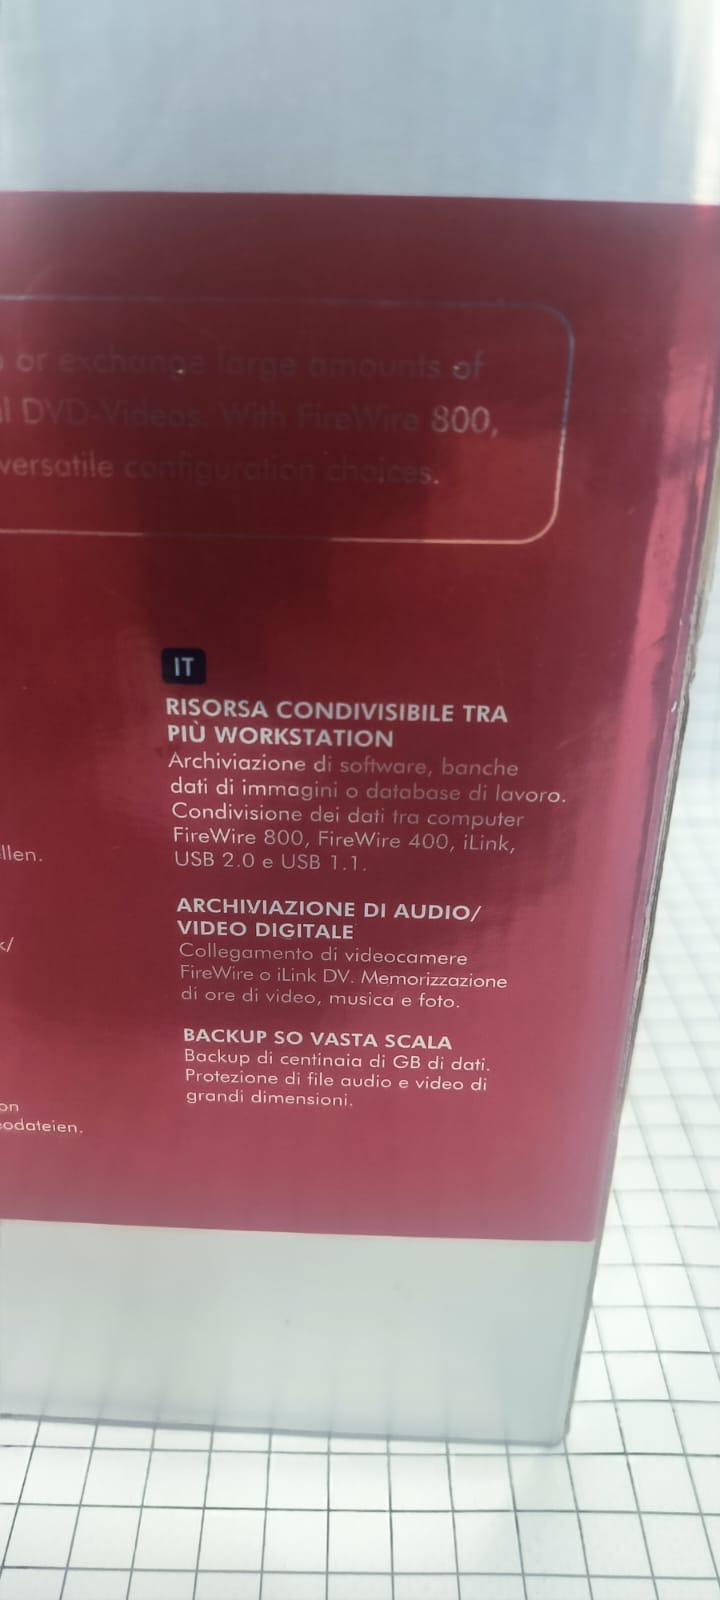 or exchange large amounts of
al DVD-Videos. With FireWire 800,
versatile configuration choices.
IT
RISORSA CONDIVISIBILE TRA
PIÙ WORKSTATION
Archiviazione di software, banche
dati di immagini o database di lavoro.
Condivisione dei dati tra computer
FireWire 800, FireWire 400, iLink,
USB 2.0 e USB 1.1.
ARCHIVIAZIONE DI AUDIO/
VIDEO DIGITALE
Collegamento di videocamere
FireWire o iLink DV. Memorizzazione
di ore di video, musica e foto.
BACKUP SO VASTA SCALA
Backup di centinaia di GB di dati.
Protezione di file audio e video di
grandi dimensioni.
llen.
k/
on
odateien.